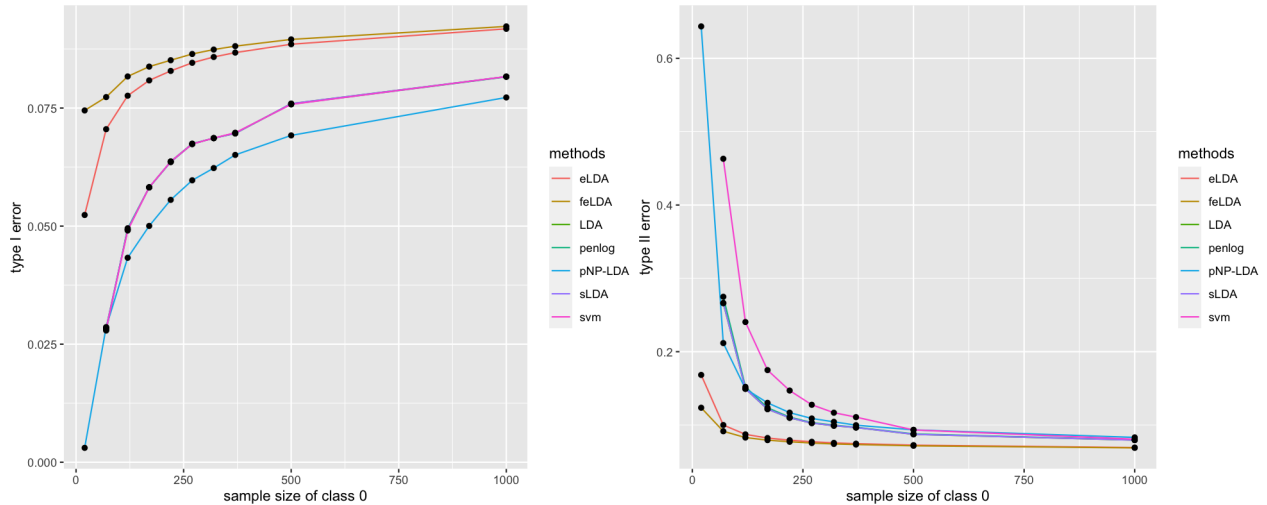 0.075
0.050
0.025
0.000
type I error
0
250
500
750
1000
sample size of class 0
methods
eLDA
feLDA
LDA
penlog
pNP-LDA
sLDA
svm
0.6
0.4
0.2
type II error
0
250
500
750
1000
sample size of class 0
methods
eLDA
feLDA
LDA
penlog
pNP-LDA
sLDA
svm